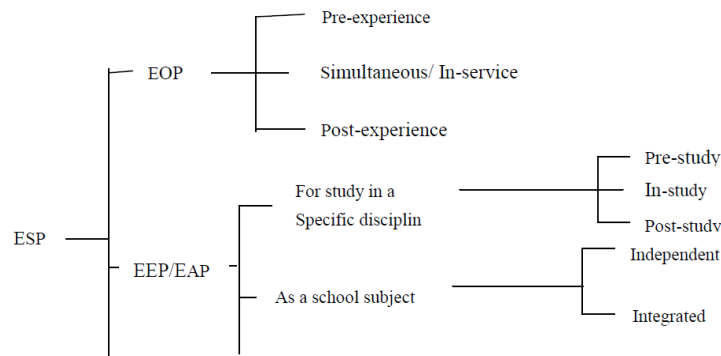 Pre-experience
EOP
Simultaneous/ In-service
Post-experience
Pre-study
For study in a
In-study
Specific disciplin
Post-study
ESP
Independent
EEP/EAP
As a school subject
Integrated